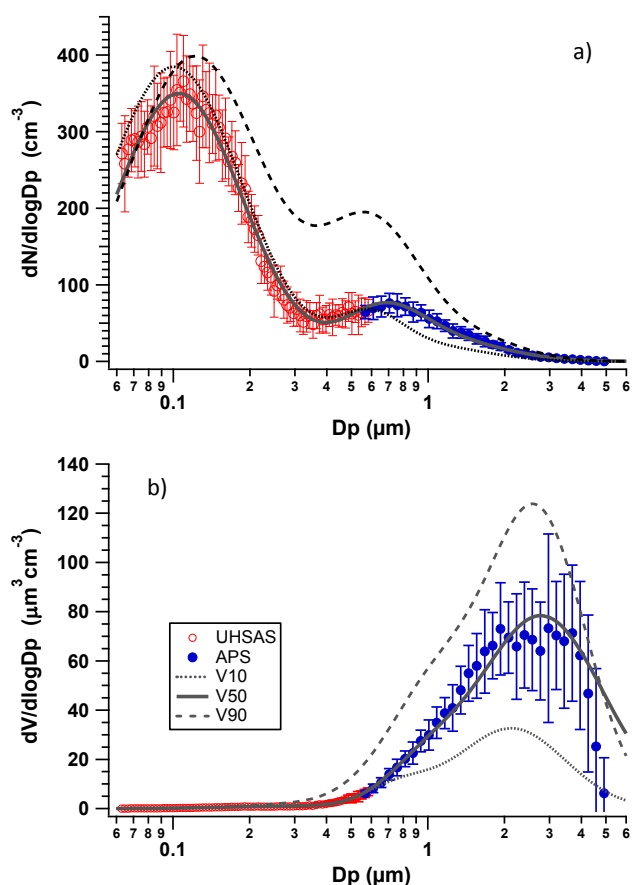 a)
dN/dlogDp (cm⁻³)
400
300
200
100
0
6 7 8 9 2 3 4 5 6 7 8 9 2 3 4 5 6
0.1 1
Dp (µm)
b)
dV/dlogDp
(µm³ cm⁻³)
140
120
100
80
60
40
20
0
UHSAS
APS
V10
V50
V90
6 7 8 9 2 3 4 5 6 7 8 9 2 3 4 5 6
0.1 1
Dp (µm)